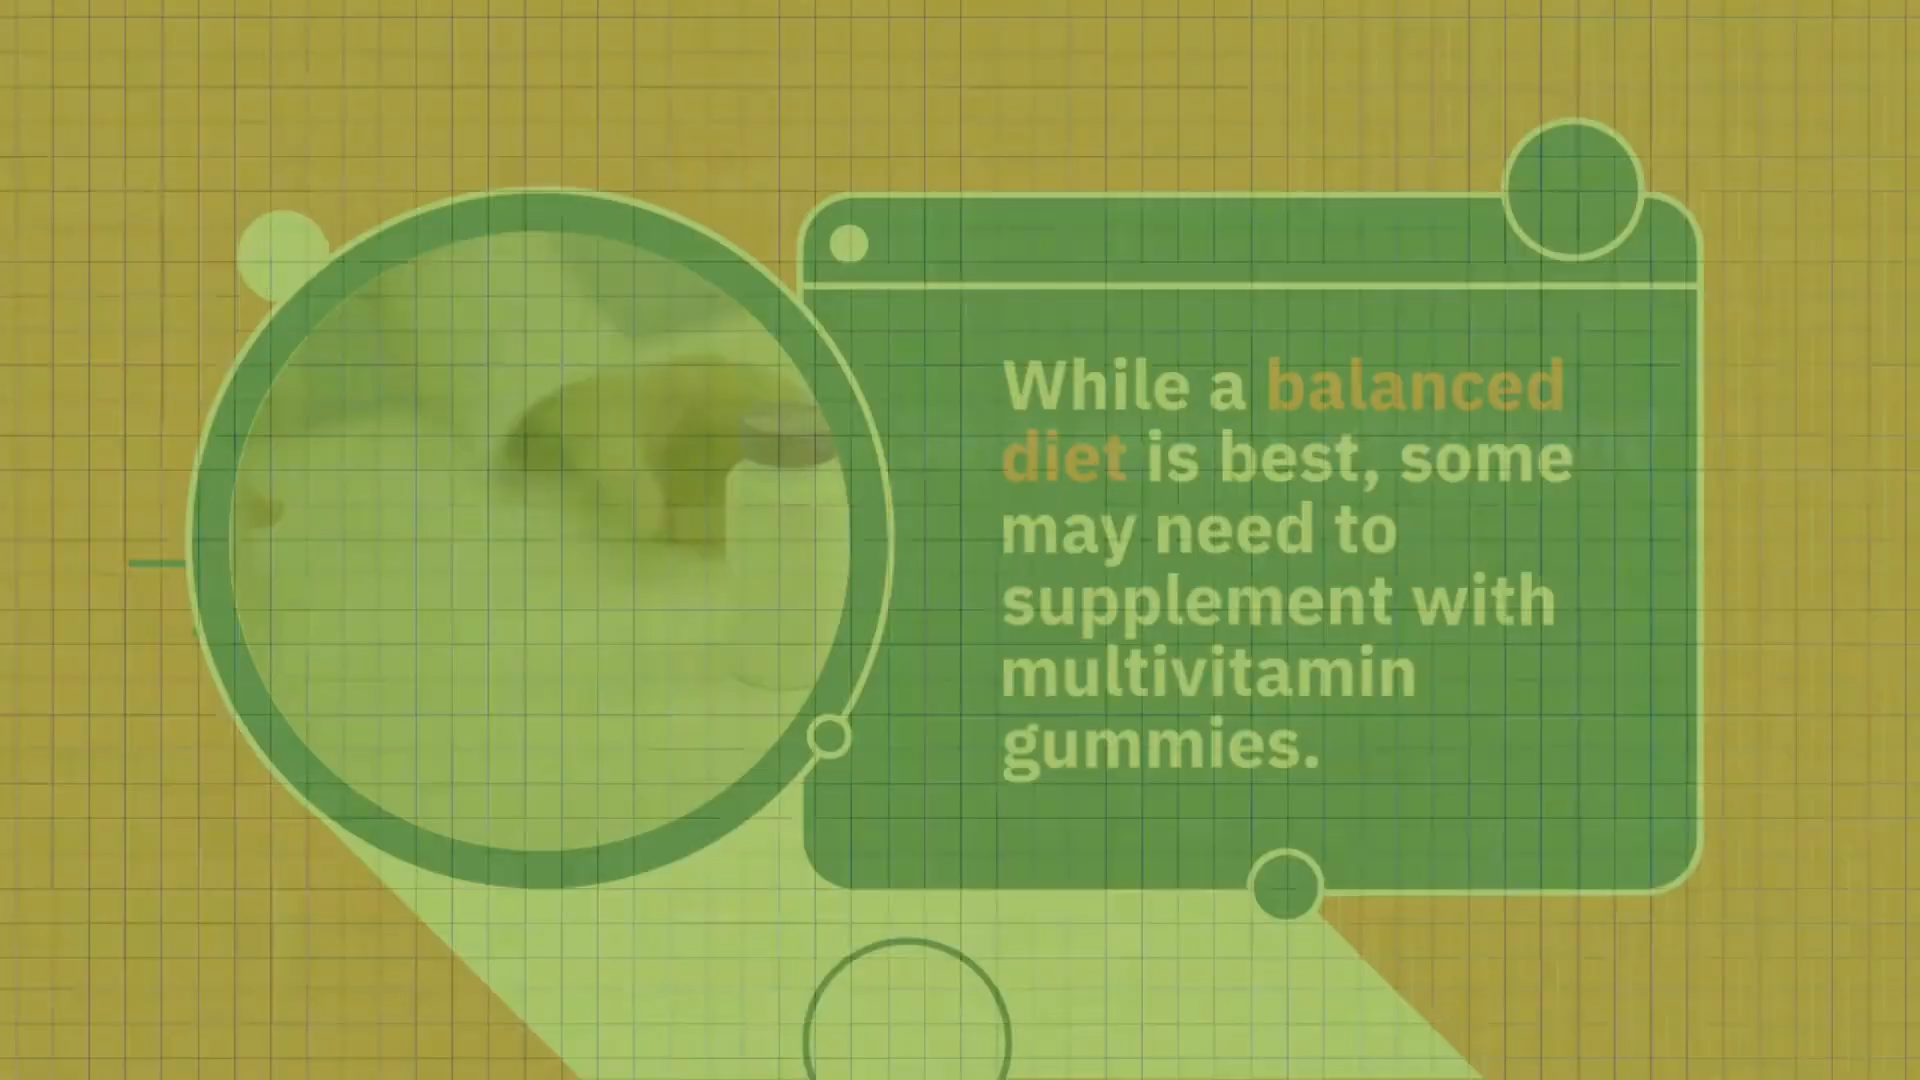 While a balanced
diet is best, some
may need to
supplement with
multivitamin
gummies.